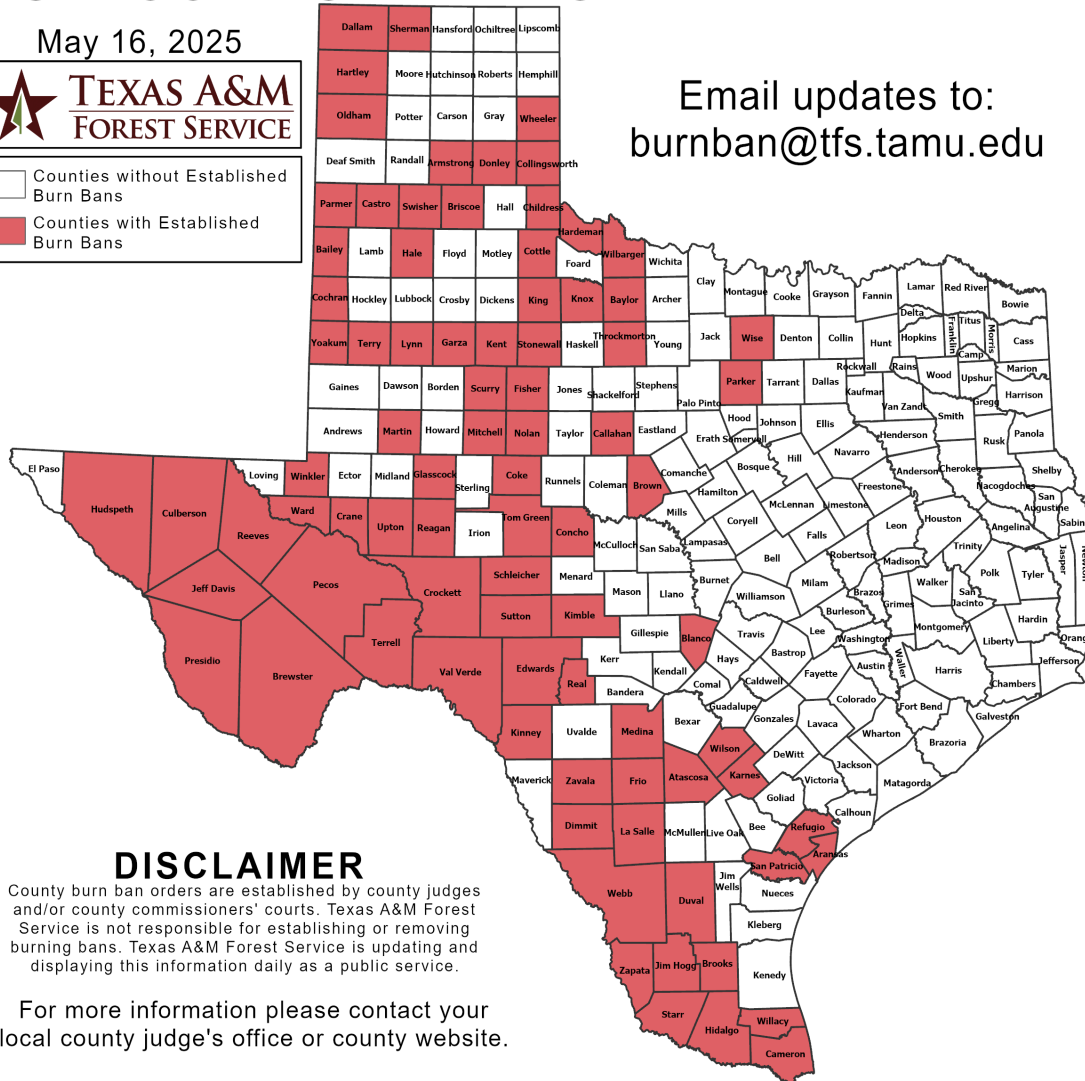 May 16, 2025
TEXAS A&M
FOREST SERVICE
Counties without Established
Burn Bans
Counties with Established
Burn Bans
Email updates to:
burnban@tfs.tamu.edu
Dallam Sherman Hansford Ochiltree Lipscomb
Hartley Moore Hutchinson Roberts Hemphill
Oldham Potter Carson Gray Wheeler
Deaf Smith Randall Armstrong Donley Collingsworth
Parmer Castro Swisher Briscoe Hall Childress
Hardeman
Bailey Lamb Hale Floyd Motley Cottle Foard Wilbarger Wichita
Clay Montague Cooke Grayson Fannin Lamar Red River Bowie
Cochran Hockley Lubbock Crosby Dickens King Knox Baylor Archer
Delta Titus Franklin Morris Cass
Yoakum Terry Lynn Garza Kent Stonewall Haskell Throckmorton Young Jack Wise Denton Collin Hunt Hopkins
Camp
Rockwall Rains Wood Upshur Marion
Gaines Dawson Borden Scurry Fisher Jones Shackelford Stephens Palo Pinto Parker Tarrant Dallas Kaufman Van Zandt Gregg Harrison
Andrews Martin Howard Mitchell Nolan Taylor Callahan Eastland Erath Hood Somervell Johnson Ellis Henderson Smith Rusk Panola
El Paso Loving Winkler Ector Midland Glasscock Sterling Coke Runnels Coleman Brown Comanche Bosque Hill Navarro Anderson Cherokee Shelby
Hamilton Freestone Nacogdoches San
Augustine
Hudspeth Culberson Reeves Ward Crane Upton Reagan Irion Tom Green Concho Mills McLennan Limestone Leon Houston Angelina Sabin
McCulloch San Saba Lampasas Coryell Falls Robertson Madison Trinity Jasper Newton
Jeff Davis Pecos Crockett Schleicher Menard Mason Llano Burnet Bell Milam Brazos Grimes Walker San
Jacinto
Polk Tyler
Presidio Brewster Terrell Sutton Kimble Gillespie Blanco Williamson Burleson Montgomery Liberty Hardin Orang
Val Verde Edwards Real Kerr Kendall Travis Hays Bastrop Lee Washington Waller Harris Jefferson
Bandera Comal Caldwell Fayette Austin Chambers
Kinney Uvalde Medina Bexar Guadalupe Gonzales Lavaca Colorado Fort Bend Galveston
Wilson Wharton Brazoria
Maverick Zavala Frio Atascosa Karnes DeWitt Jackson Matagorda
Victoria
Goliad Calhoun
Dimmit La Salle McMullen Live Oak Bee Refugio
Aransas
San Patricio
Webb Duval Jim
Wells
Nueces
Kleberg
Zapata Jim Hogg Brooks Kenedy
Starr Hidalgo Willacy
Cameron
DISCLAIMER
County burn ban orders are established by county judges
and/or county commissioners' courts. Texas A&M Forest
Service is not responsible for establishing or removing
burning bans. Texas A&M Forest Service is updating and
displaying this information daily as a public service.
For more information please contact your
local county judge's office or county website.